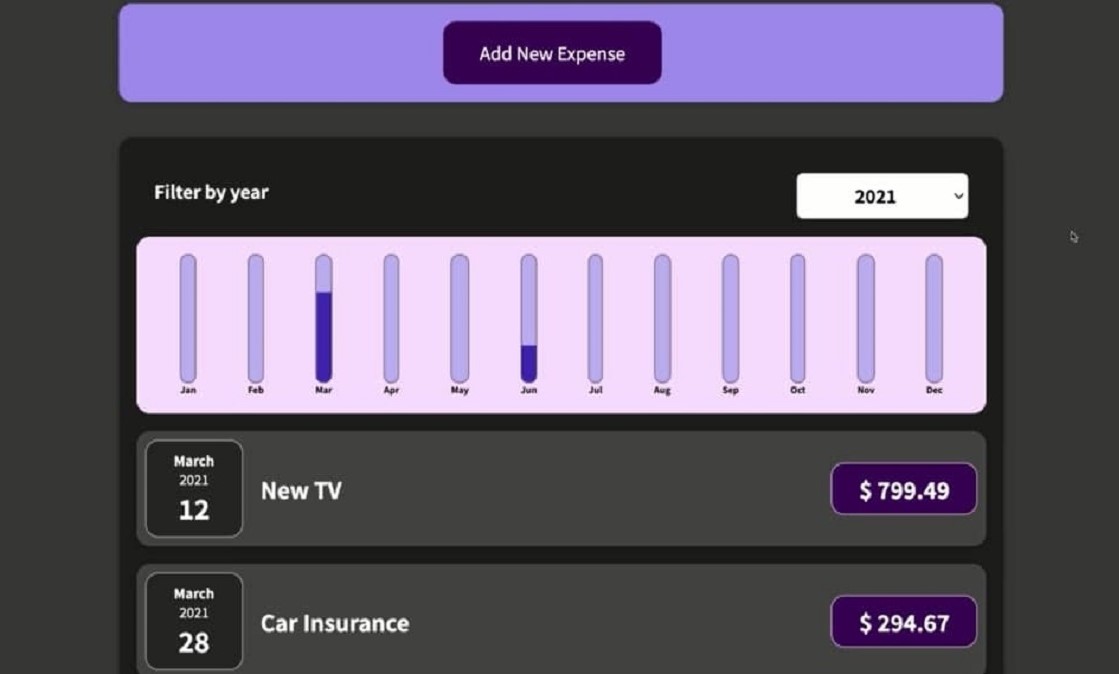 Add New Expense
Filter by year
2021
Jan Feb Mar Apr May Jun Jul Aug Sep Oct Nov Dec
March
2021
12
New TV
$ 799.49
March
2021
28
Car Insurance
$ 294.67